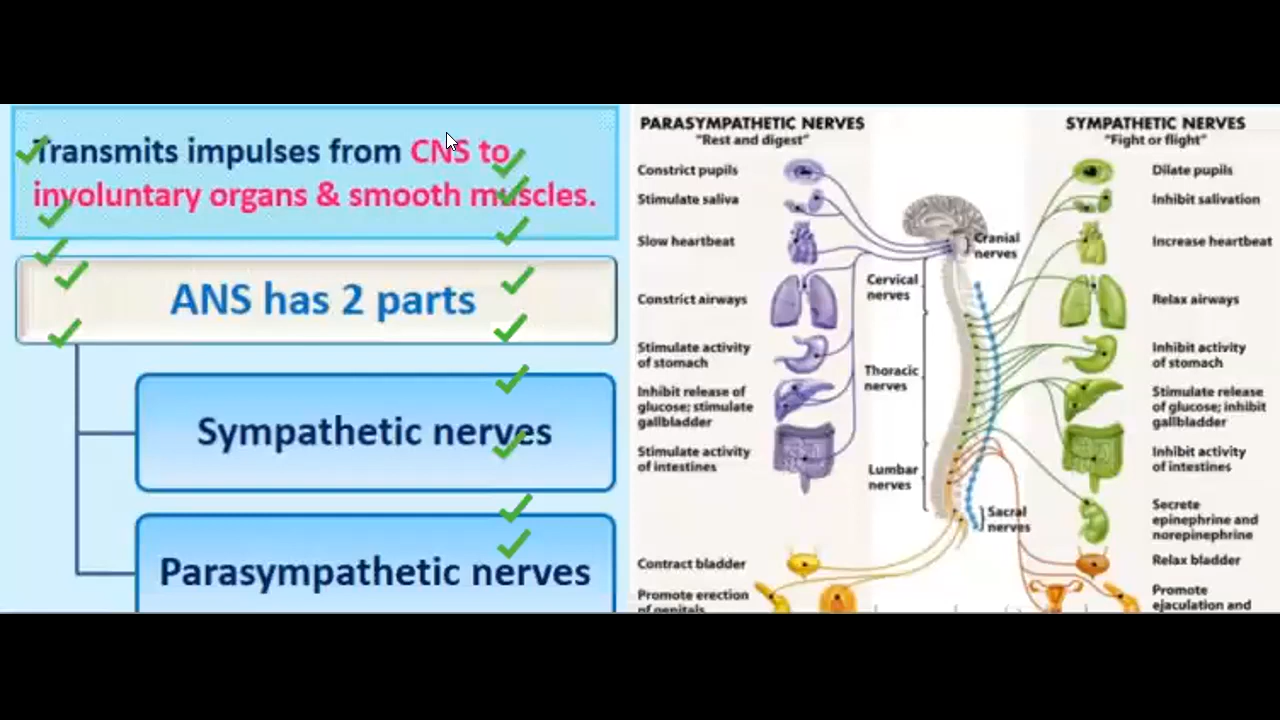 Transmits impulses from CNS to
involuntary organs & smooth muscles.
ANS has 2 parts
Sympathetic nerves
Parasympathetic nerves
PARASYMPATHETIC NERVES
"Rest and digest"
Constrict pupils
Stimulate saliva
Slow heartbeat
Constrict airways
Stimulate activity
of stomach
Inhibit release of
glucose; stimulate
gallbladder
Stimulate activity
of intestines
Contract bladder
Promote erection
of genitals
Cranial
nerves
Cervical
nerves
Thoracic
nerves
Lumbar
nerves
Sacral
nerves
SYMPATHETIC NERVES
"Fight or flight"
Dilate pupils
Inhibit salivation
Increase heartbeat
Relax airways
Inhibit activity
of stomach
Stimulate release
of glucose; inhibit
gallbladder
Inhibit activity
of intestines
Secrete
epinephrine and
norepinephrine
Relax bladder
Promote
ejaculation and